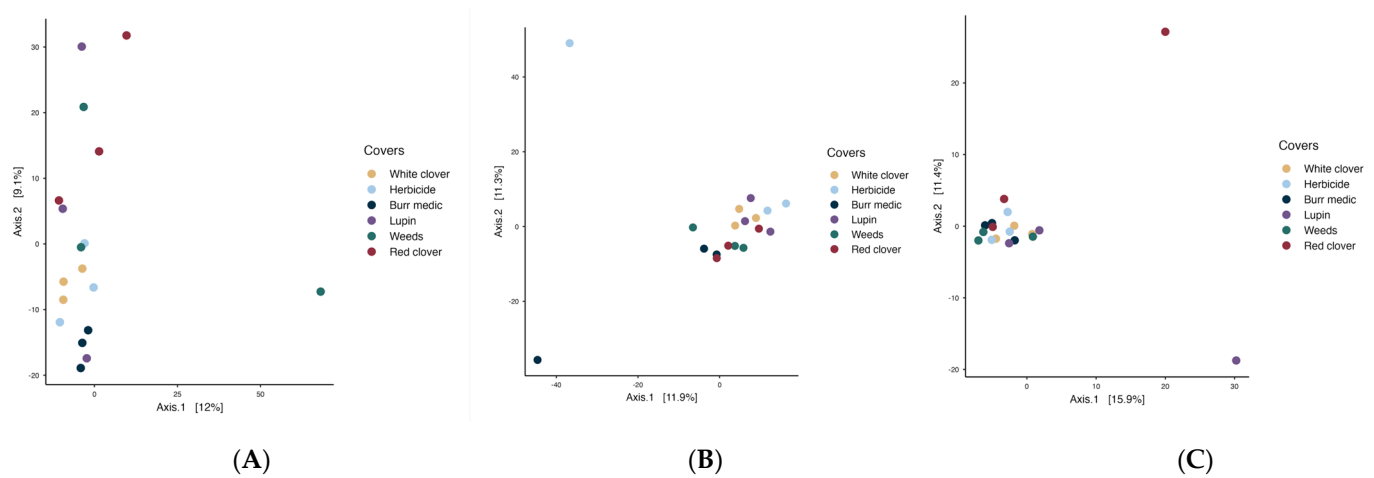 30
20
10
0
-10
-20
0
25
50
Axis.2 [9.1%]
Axis.1 [12%]
Covers
White clover
Herbicide
Burr medic
Lupin
Weeds
Red clover
(A)
40
20
0
-20
-40
-20
0
Axis.2 [11.3%]
Axis.1 [11.9%]
Covers
White clover
Herbicide
Burr medic
Lupin
Weeds
Red clover
(B)
20
10
0
-10
-20
0
10
20
30
Axis.2 [11.4%]
Axis.1 [15.9%]
Covers
White clover
Herbicide
Burr medic
Lupin
Weeds
Red clover
(C)